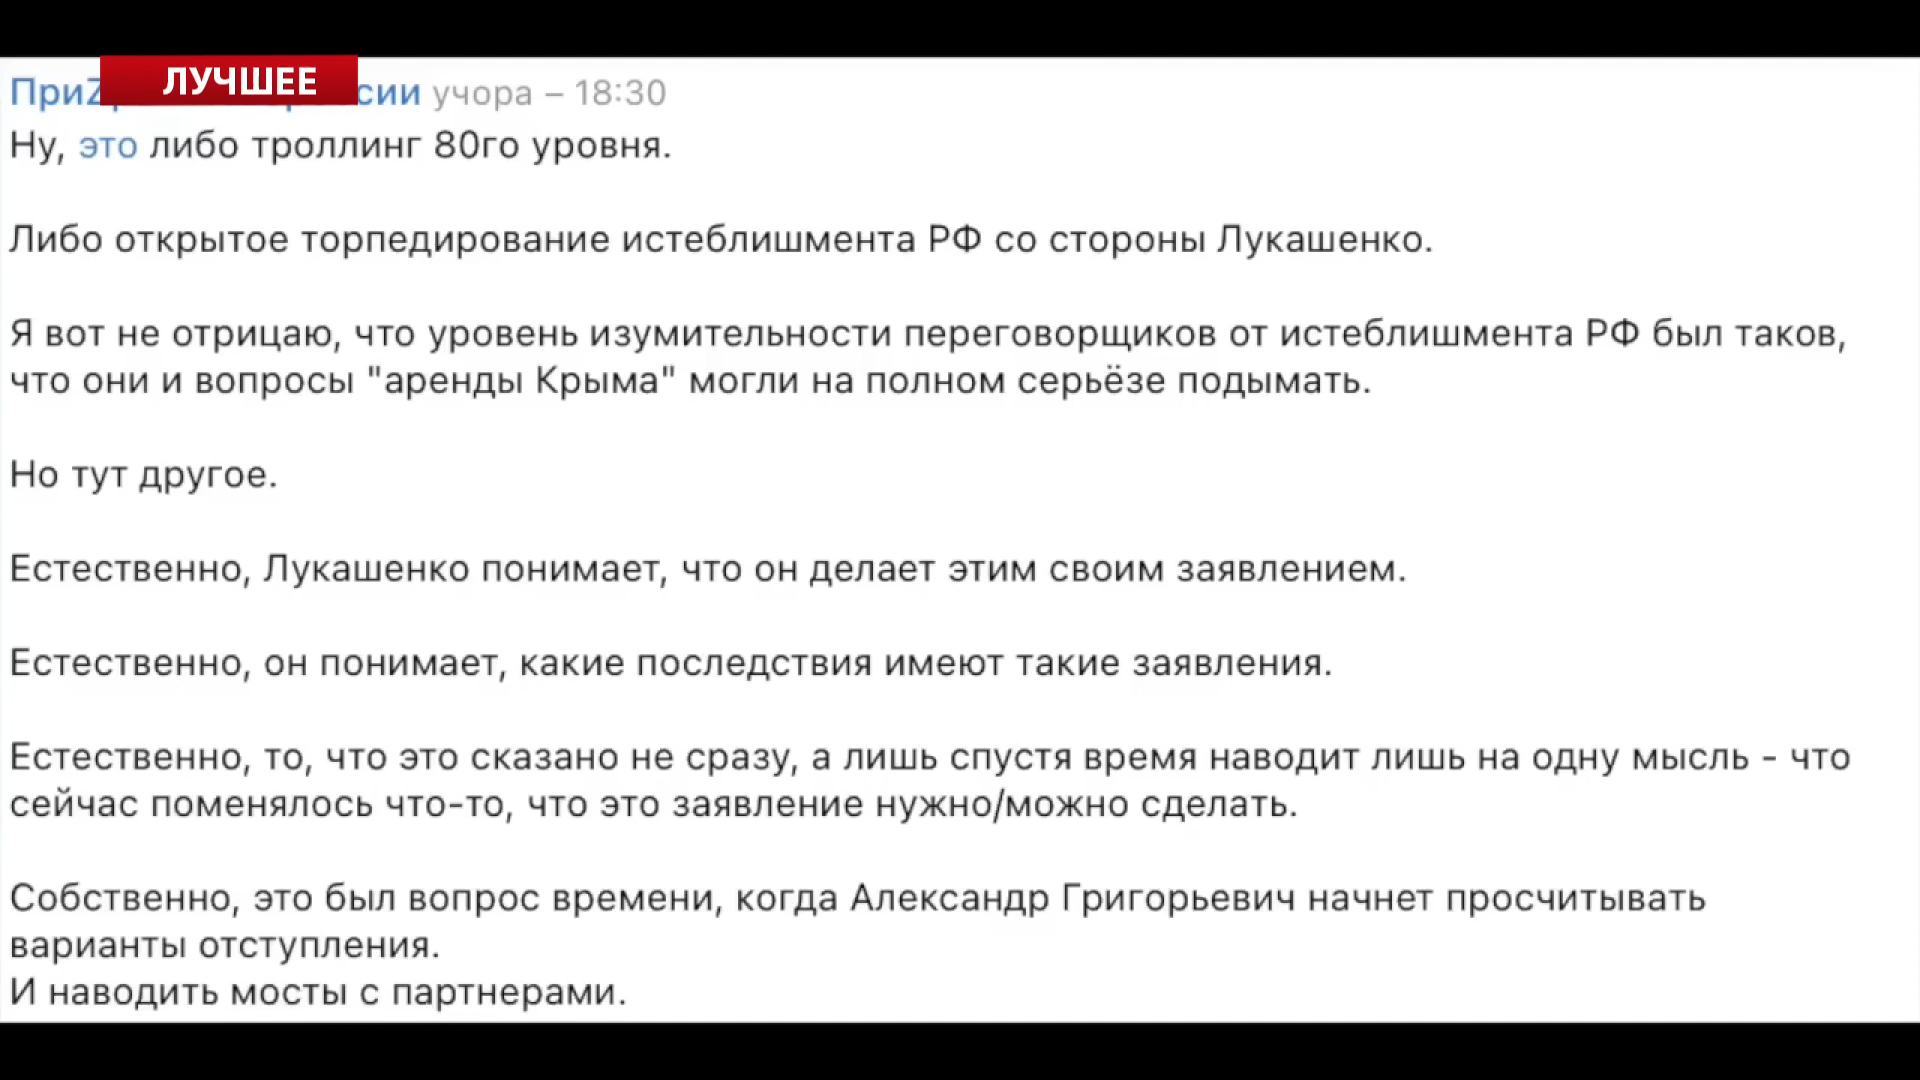 ЛУЧШЕЕ
сии учора – 18:30
Ну, это либо троллинг 80го уровня.
Либо открытое торпедирование истеблишмента РФ со стороны Лукашенко.
Я вот не отрицаю, что уровень изумительности переговорщиков от истеблишмента РФ был таков,
что они и вопросы "аренды Крыма" могли на полном серьёзе подымать.
Но тут другое.
Естественно, Лукашенко понимает, что он делает этим своим заявлением.
Естественно, он понимает, какие последствия имеют такие заявления.
Естественно, то, что это сказано не сразу, а лишь спустя время наводит лишь на одну мысль - что
сейчас поменялось что-то, что это заявление нужно/можно сделать.
Собственно, это был вопрос времени, когда Александр Григорьевич начнет просчитывать
варианты отступления.
И наводить мосты с партнерами.